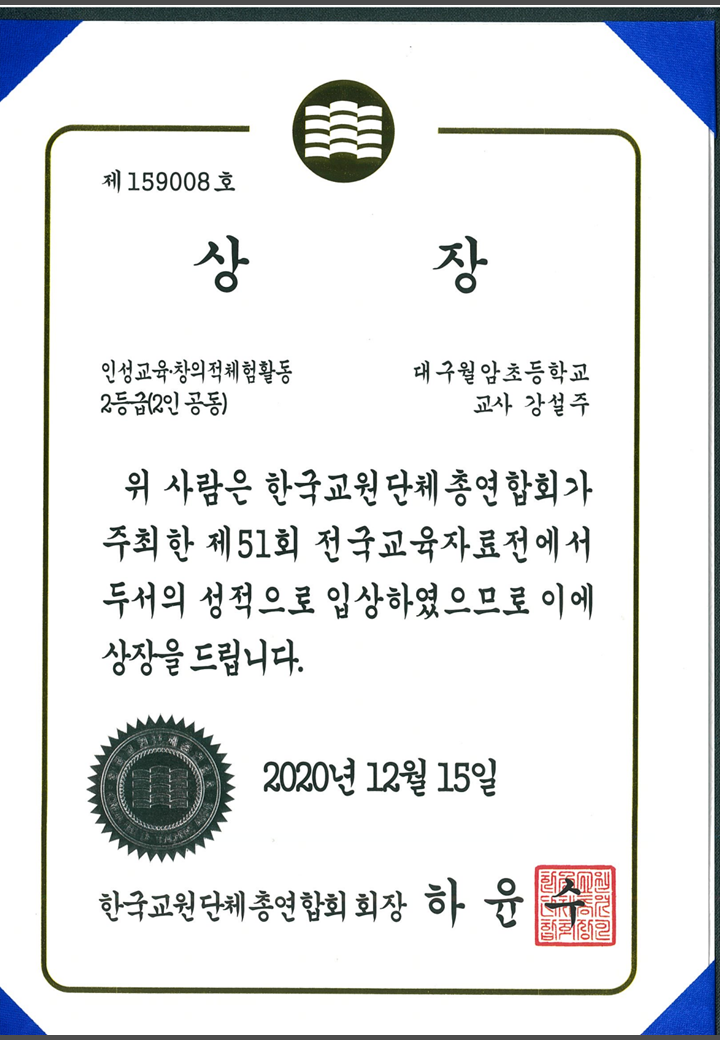 제 159008 호
상 장
인성교육·창의적체험활동
2등급(2인 공동)
대구월암초등학교
교사 강설주
위 사람은 한국교원단체총연합회가
주최한 제51회 전국교육자료전에서
두서의 성적으로 입상하였으므로 이에
상장을 드립니다.
2020년 12월 15일
한국교원단체총연합회 회장 하 윤 수